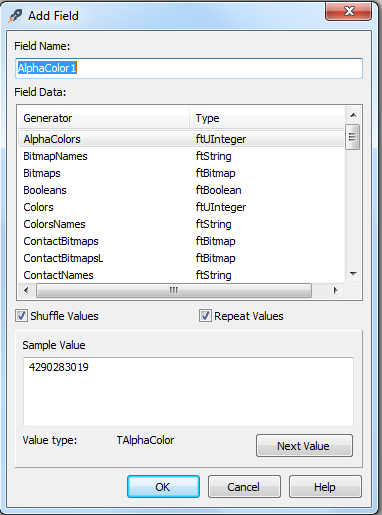 Add Field
Field Name:
AlphaColor1
Field Data:
Generator Type
AlphaColors ftUInteger
BitmapNames ftString
Bitmaps ftBitmap
Booleans ftBoolean
Colors ftUInteger
ColorsNames ftString
ContactBitmaps ftBitmap
ContactBitmapsL ftBitmap
ContactNames ftString
Shuffle Values Repeat Values
Sample Value
4290283019
Value type: TAlphaColor Next Value
OK Cancel Help